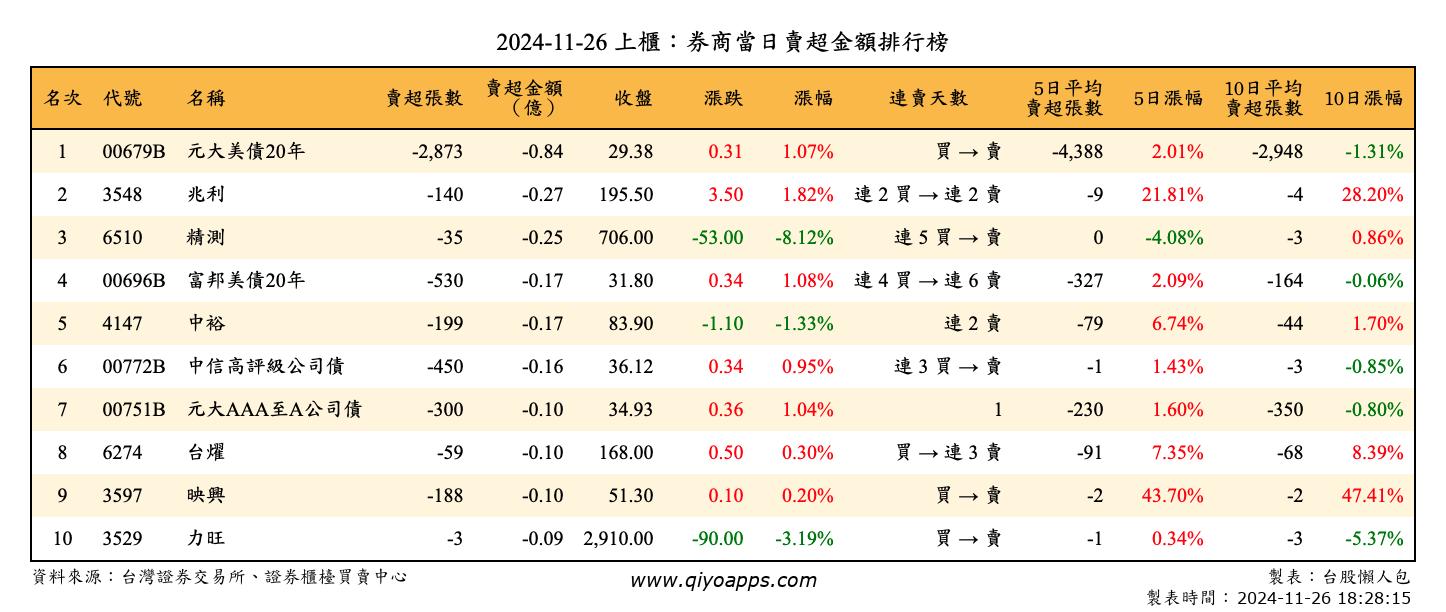 2024-11-26 上櫃：券商當日賣超金額排行榜
名次 代號 名稱 賣超張數 賣超金額（億） 收盤 漲跌 漲幅 連賣天數 5日平均賣超張數 5日漲幅 10日平均賣超張數 10日漲幅
1 00679B 元大美債20年 -2,873 -0.84 29.38 0.31 1.07% 買 → 賣 -4,388 2.01% -2,948 -1.31%
2 3548 兆利 -140 -0.27 195.50 3.50 1.82% 連 2 買 → 連 2 賣 -9 21.81% -4 28.20%
3 6510 精測 -35 -0.25 706.00 -53.00 -8.12% 連 5 買 → 賣 0 -4.08% -3 0.86%
4 00696B 富邦美債20年 -530 -0.17 31.80 0.34 1.08% 連 4 買 → 連 6 賣 -327 2.09% -164 -0.06%
5 4147 中裕 -199 -0.17 83.90 -1.10 -1.33% 連 2 賣 -79 6.74% -44 1.70%
6 00772B 中信高評級公司債 -450 -0.16 36.12 0.34 0.95% 連 3 買 → 賣 -1 1.43% -3 -0.85%
7 00751B 元大AAA至A公司債 -300 -0.10 34.93 0.36 1.04% 1 -230 1.60% -350 -0.80%
8 6274 台燿 -59 -0.10 168.00 0.50 0.30% 買 → 連 3 賣 -91 7.35% -68 8.39%
9 3597 映興 -188 -0.10 51.30 0.10 0.20% 買 → 賣 -2 43.70% -2 47.41%
10 3529 力旺 -3 -0.09 2,910.00 -90.00 -3.19% 買 → 賣 -1 0.34% -3 -5.37%
資料來源：台灣證券交易所、證券櫃檯買賣中心 www.qiyoapps.com 製表：台股懶人包
製表時間：2024-11-26 18:28:15